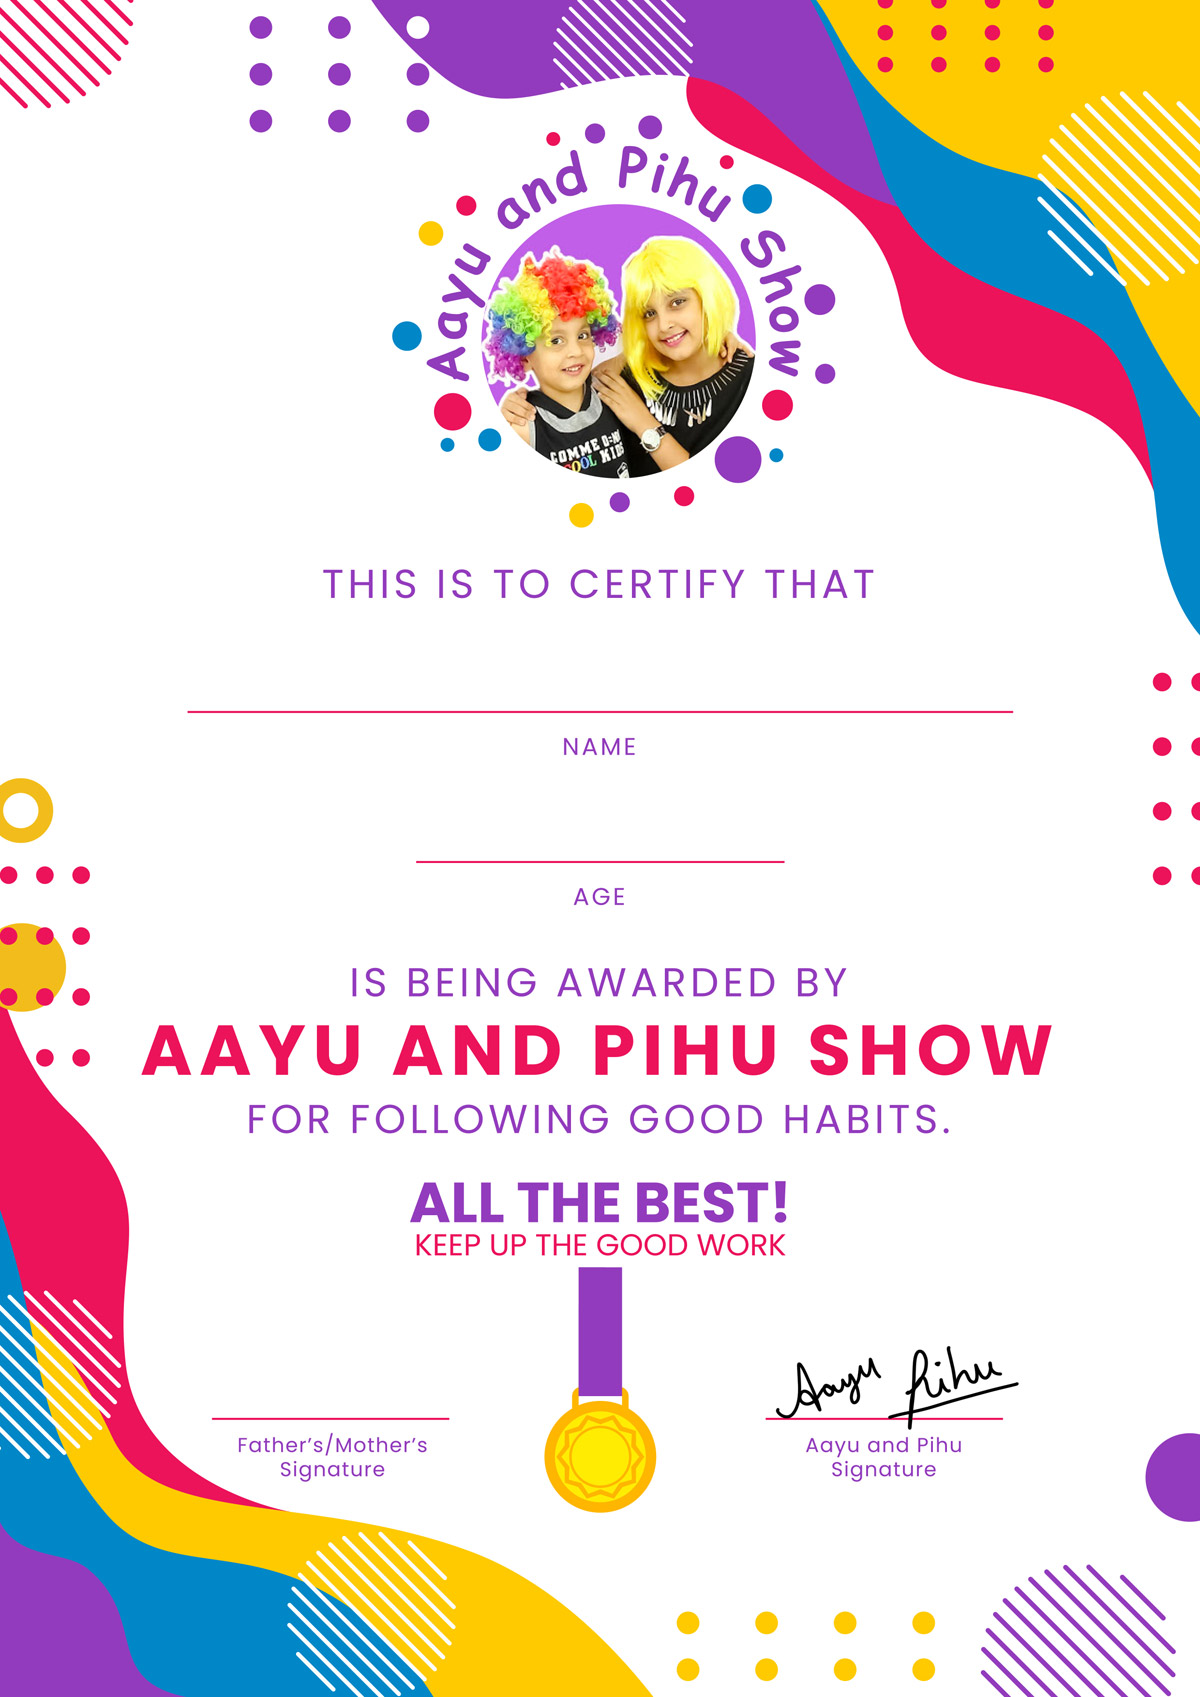 Aayu and Pihu Show
COMME O
COOL KIDS
THIS IS TO CERTIFY THAT
NAME
AGE
IS BEING AWARDED BY
AAYU AND PIHU SHOW
FOR FOLLOWING GOOD HABITS.
ALL THE BEST!
KEEP UP THE GOOD WORK
Aayu Pihu
Father's/Mother's
Signature
Aayu and Pihu
Signature